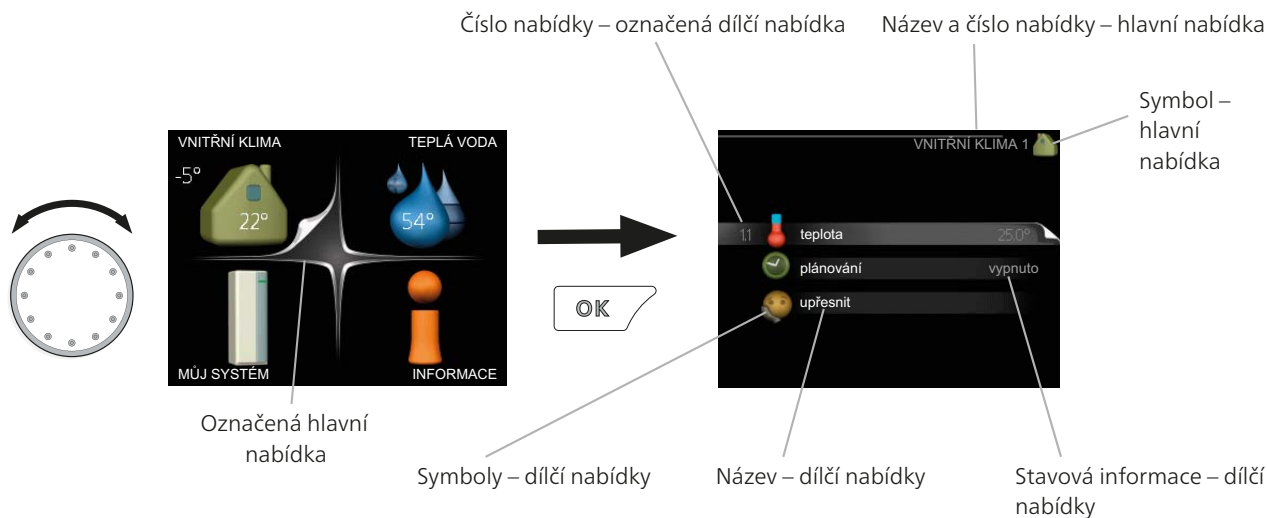 Číslo nabídky – označená dílčí nabídka
Název a číslo nabídky – hlavní nabídka
Symbol –
hlavní
nabídka
VNITŘNÍ KLIMA
TEPLÁ VODA
-5°
22°
54°
MŮJ SYSTÉM
INFORMACE
OK
VNITŘNÍ KLIMA 1
1.1 teplota 25.0°
plánování vypnuto
upřesnit
Označená hlavní
nabídka
Symboly – dílčí nabídky
Název – dílčí nabídky
Stavová informace – dílčí
nabídky